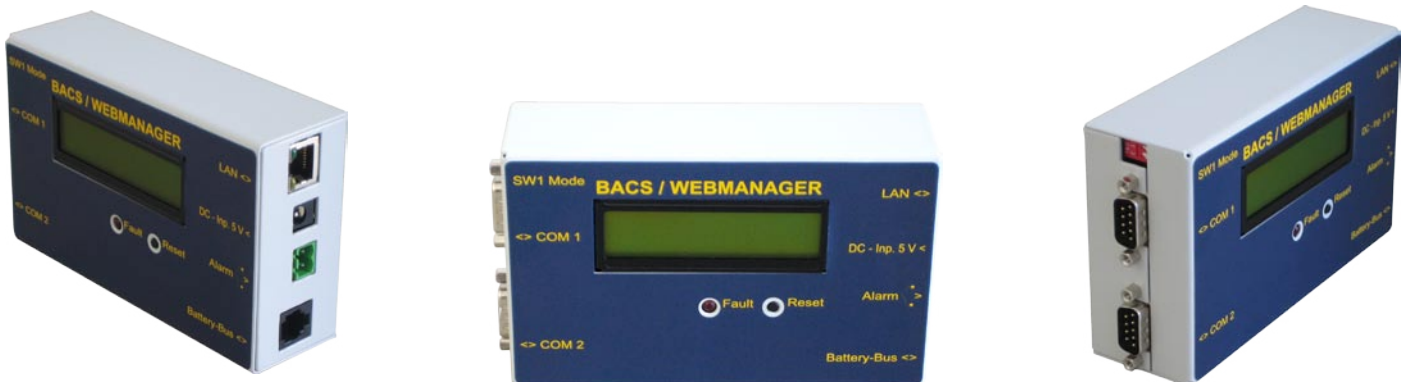 SW1 Mode
BACS / WEBMANAGER
<> COM 1
LAN <>
<> COM 2
DC - Inp. 5 V <
Fault
Reset
Alarm >
Battery-Bus <>
SW1 Mode
BACS / WEBMANAGER
LAN <>
<> COM 1
DC - Inp. 5 V <
Fault
Reset
Alarm >
<> COM 2
Battery-Bus <>
LAN <>
SW1 Mode
BACS / WEBMANAGER
DC - Inp. 5 V <
<> COM 1
Alarm >
Fault
Reset
Battery-Bus <>
<> COM 2